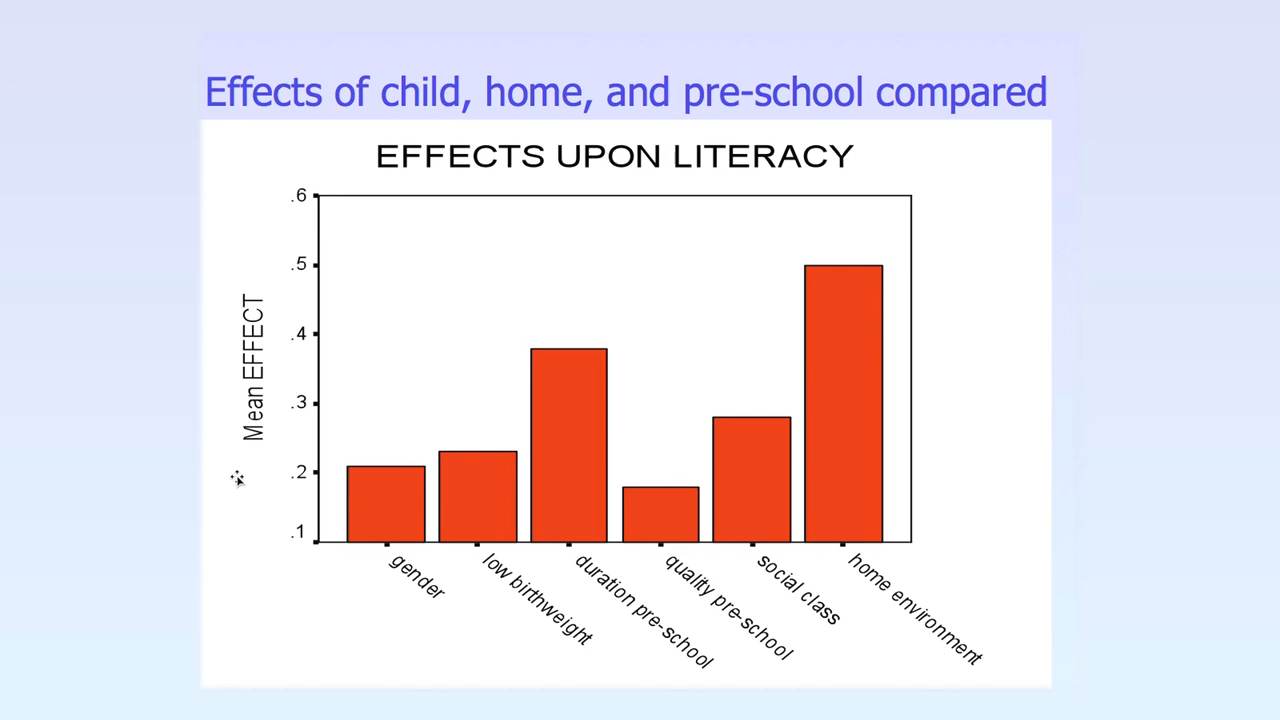 Effects of child, home, and pre-school compared
EFFECTS UPON LITERACY
.6
.5
.4
.3
.2
.1
Mean EFFECT
gender
low birthweight
duration pre-school
quality pre-school
social class
home environment